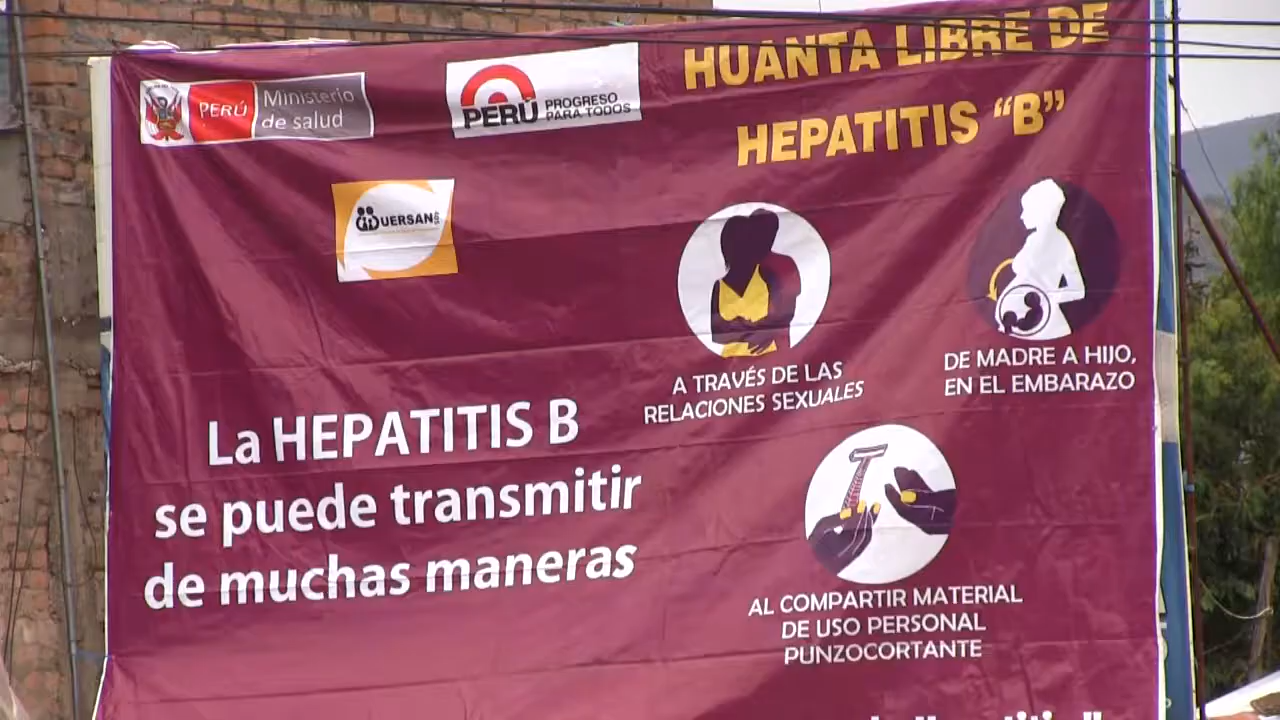 PERÚ
Ministerio
de salud
PERÚ
PROGRESO
PARA TODOS
HUANTA LIBRE DE
HEPATITIS "B"
UERSAN
A TRAVÉS DE LAS
RELACIONES SEXUALES
DE MADRE A HIJO,
EN EL EMBARAZO
La HEPATITIS B
se puede transmitir
de muchas maneras
AL COMPARTIR MATERIAL
DE USO PERSONAL
PUNZOCORTANTE